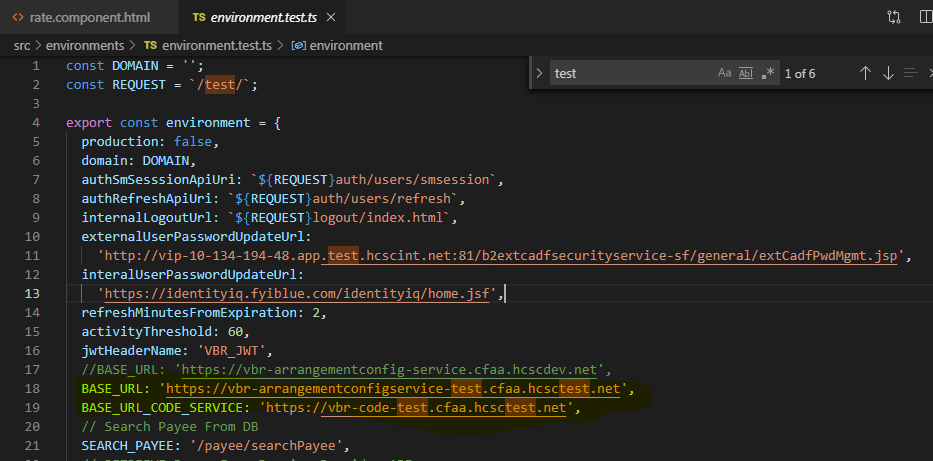 rate.component.html
TS environment.test.ts
src > environments > TS environment.test.ts > environment
test
Aa Abl .* 1 of 6
1 const DOMAIN = '';
2 const REQUEST = `/test/`;
3
4 export const environment = {
5 production: false,
6 domain: DOMAIN,
7 authSmSesssionApiUri: `${REQUEST}auth/users/smsession`,
8 authRefreshApiUri: `${REQUEST}auth/users/refresh`,
9 internalLogoutUrl: `${REQUEST}logout/index.html`,
10 externalUserPasswordUpdateUrl:
11 'http://vip-10-134-194-48.app.test.hcscint.net:81/b2extcadfsecurityservice-sf/general/extCadfPwdMgmt.jsp',
12 interalUserPasswordUpdateUrl:
13 'https://identityiq.fyiblue.com/identityiq/home.jsf',
14 refreshMinutesFromExpiration: 2,
15 activityThreshold: 60,
16 jwtHeaderName: 'VBR_JWT',
17 //BASE_URL: 'https://vbr-arrangementconfig-service.cfaa.hcscdev.net',
18 BASE_URL: 'https://vbr-arrangementconfigservice-test.cfaa.hcsctest.net',
19 BASE_URL_CODE_SERVICE: 'https://vbr-code-test.cfaa.hcsctest.net',
20 // Search Payee From DB
21 SEARCH_PAYEE: '/payee/searchPayee',